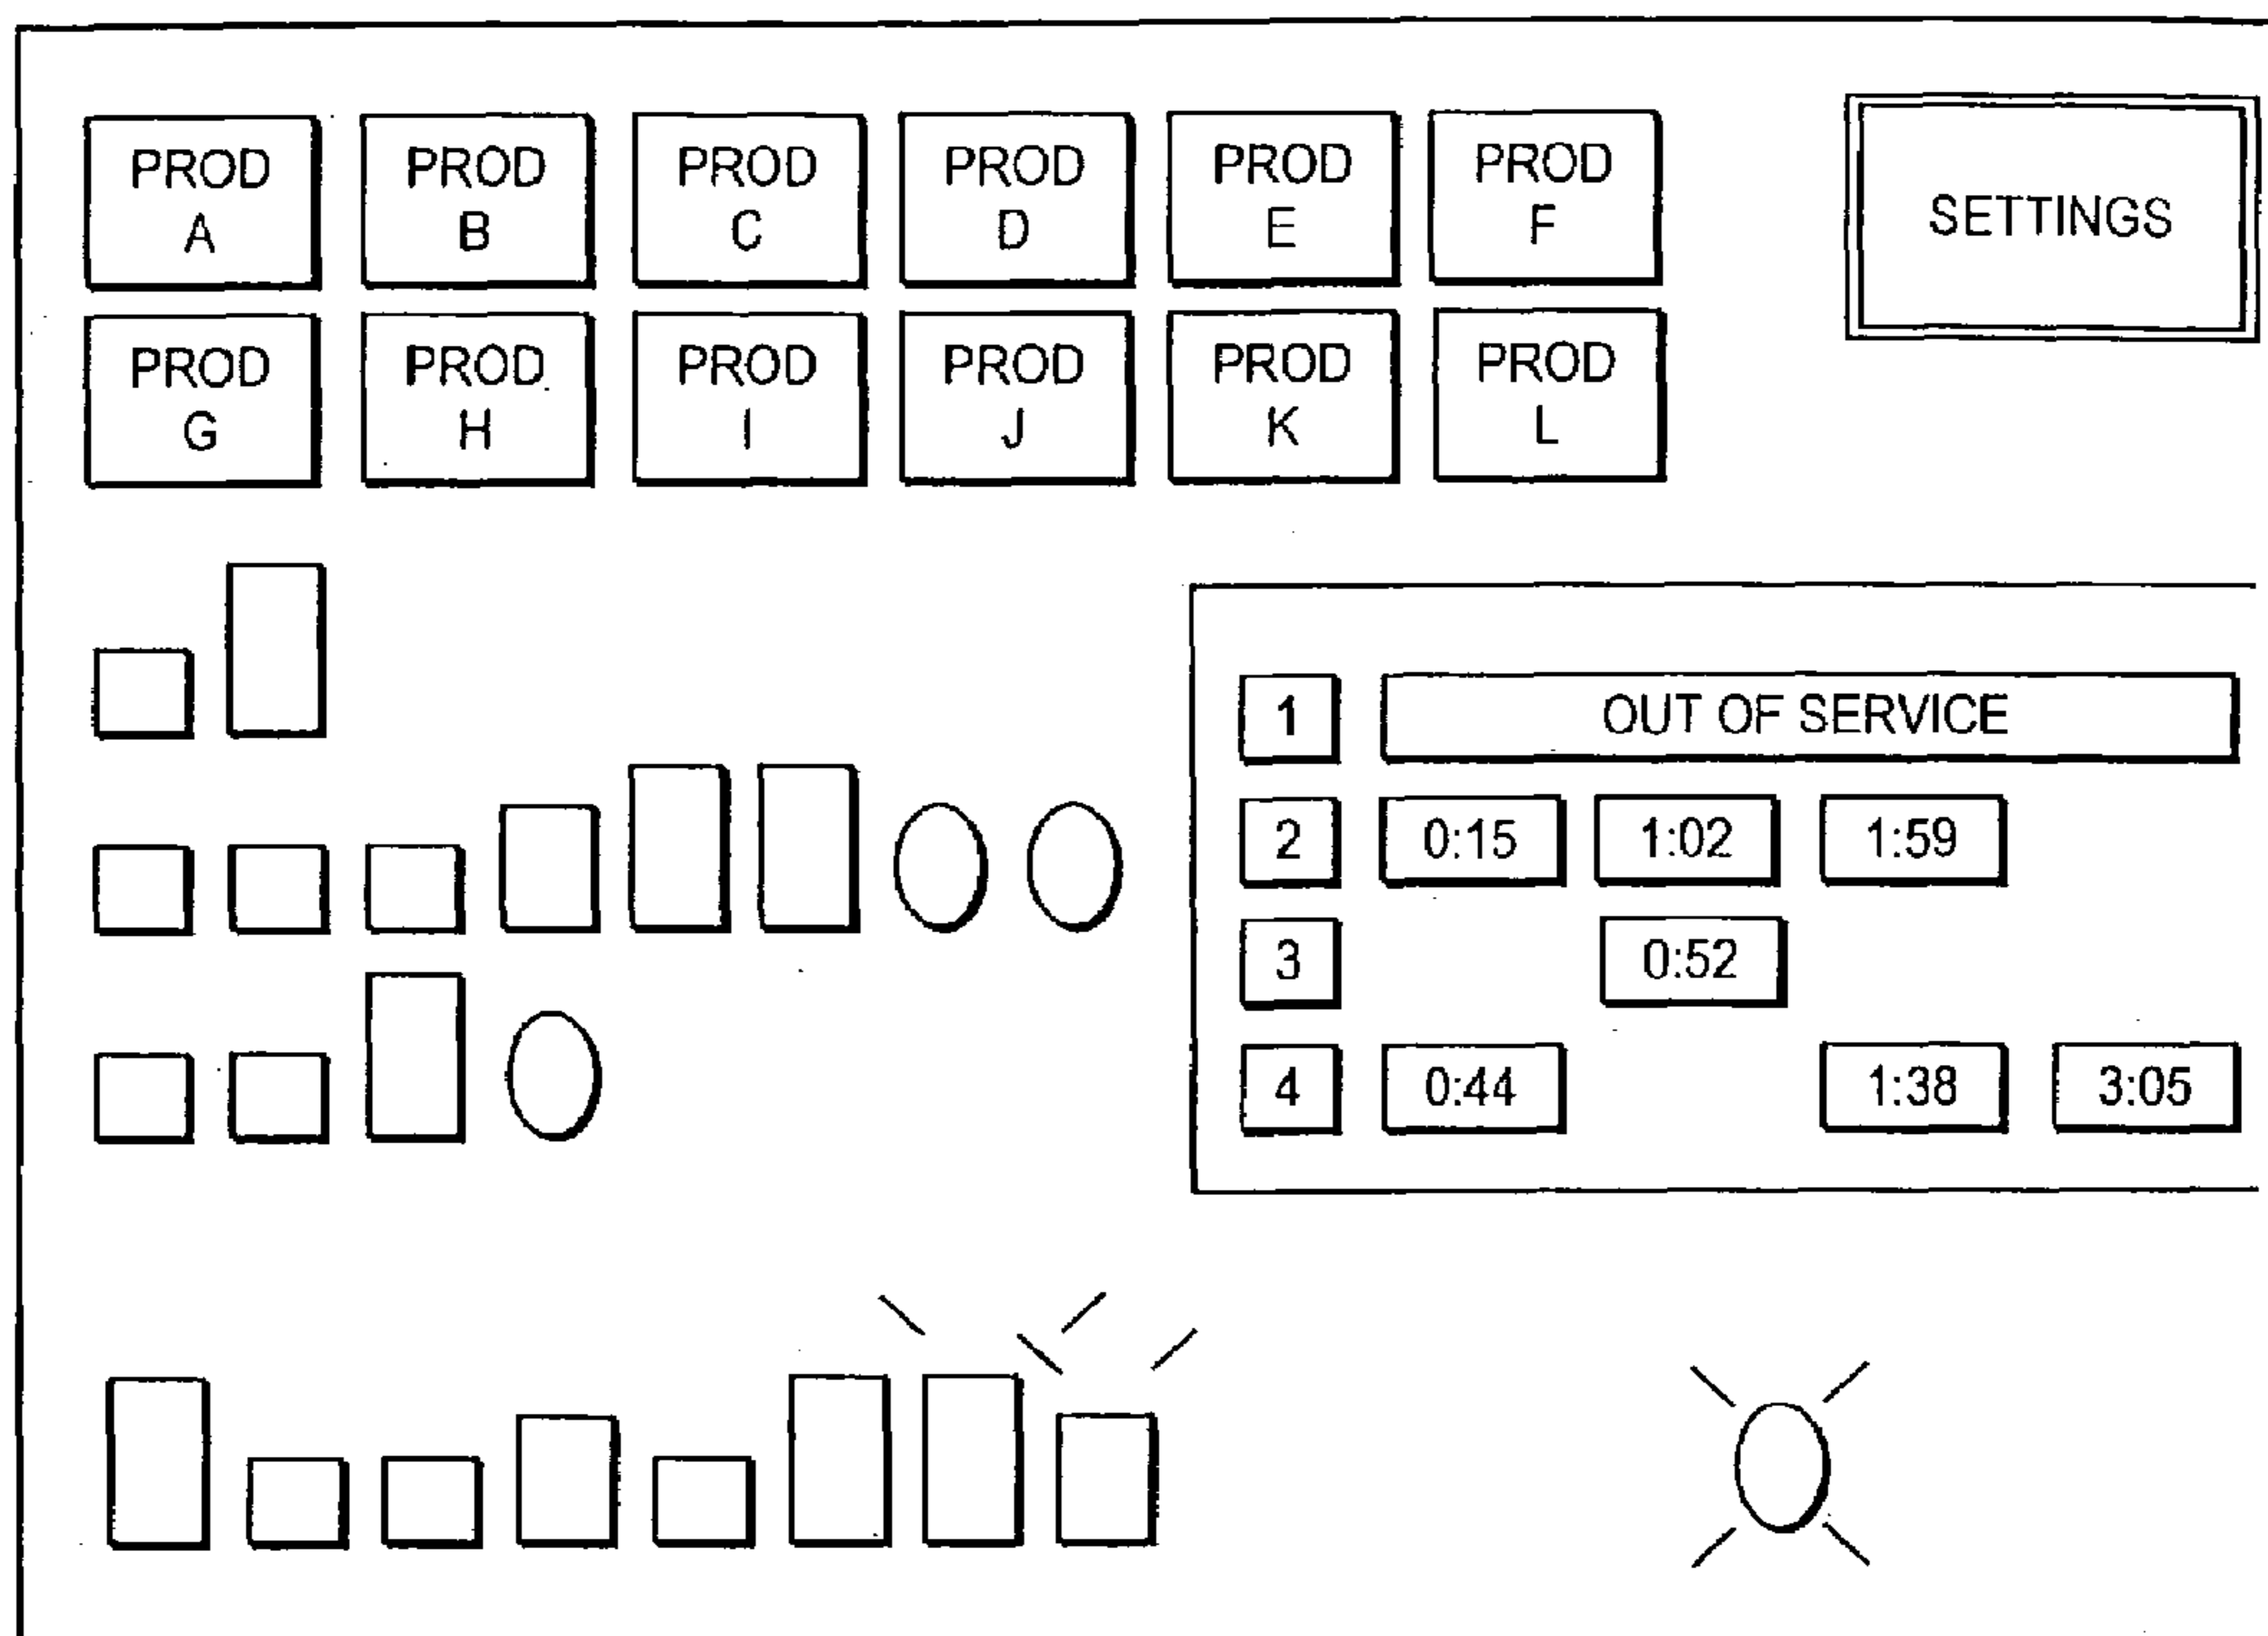 PROD A
PROD B
PROD C
PROD D
PROD E
PROD F
SETTINGS
PROD G
PROD H
PROD I
PROD J
PROD K
PROD L
1 OUT OF SERVICE
2 0:15 1:02 1:59
3 0:52
4 0:44 1:38 3:05